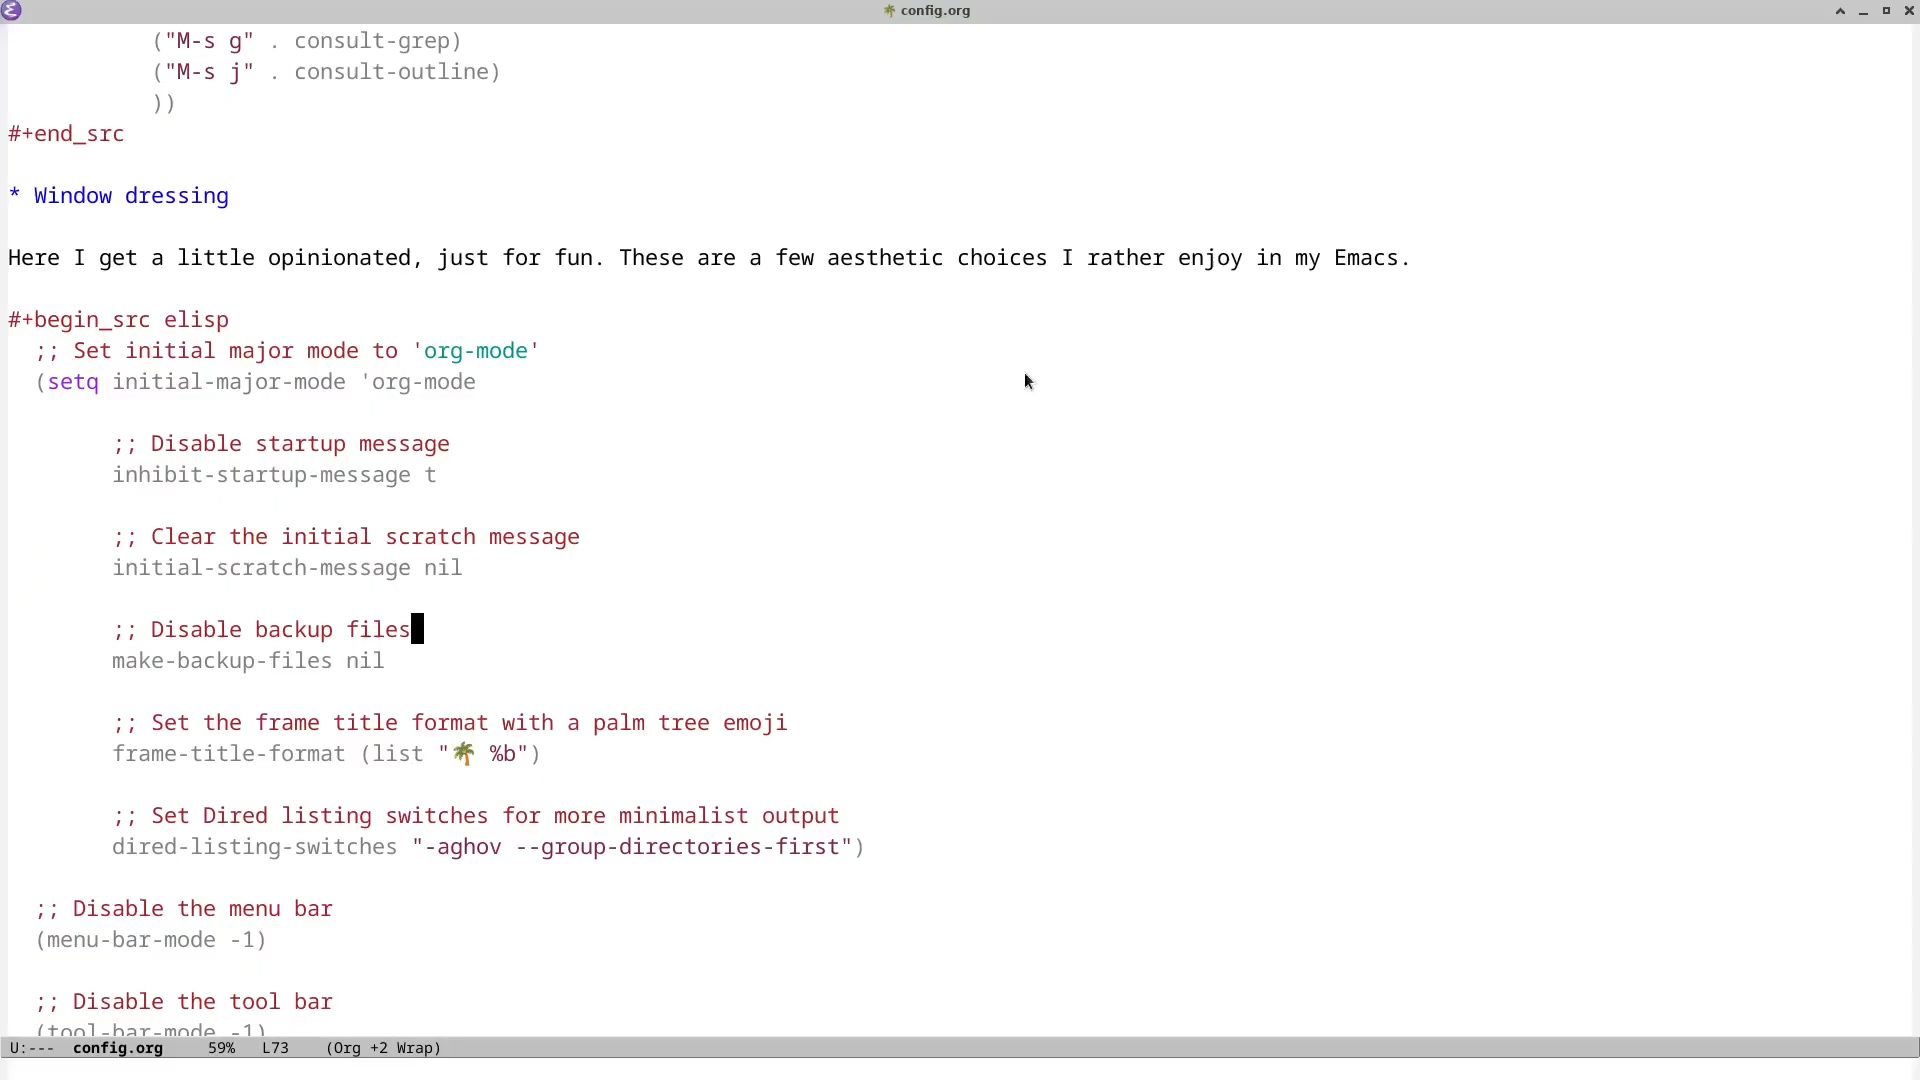 🌴 config.org
("M-s g" . consult-grep)
("M-s j" . consult-outline)
))
#+end_src
* Window dressing
Here I get a little opinionated, just for fun. These are a few aesthetic choices I rather enjoy in my Emacs.
#+begin_src elisp
;; Set initial major mode to 'org-mode'
(setq initial-major-mode 'org-mode
;; Disable startup message
inhibit-startup-message t
;; Clear the initial scratch message
initial-scratch-message nil
;; Disable backup files
make-backup-files nil
;; Set the frame title format with a palm tree emoji
frame-title-format (list "🌴 %b")
;; Set Dired listing switches for more minimalist output
dired-listing-switches "-aghov --group-directories-first")
;; Disable the menu bar
(menu-bar-mode -1)
;; Disable the tool bar
(tool-bar-mode -1)
U:--- config.org 59% L73 (Org +2 Wrap)